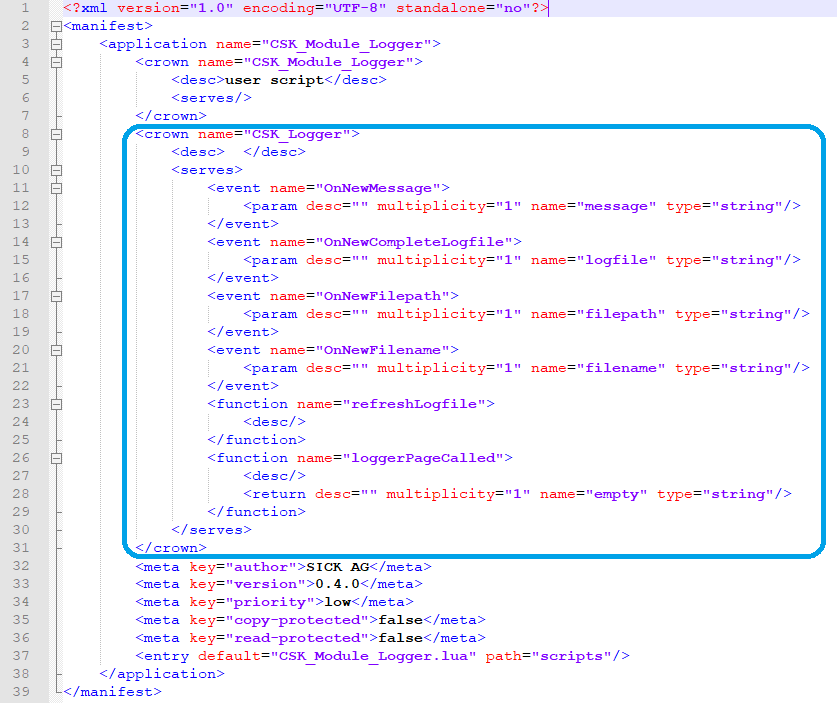 1 <?xml version="1.0" encoding="UTF-8" standalone="no"?>
2 <manifest>
3 <application name="CSK_Module_Logger">
4 <crown name="CSK_Module_Logger">
5 <desc>user script</desc>
6 <serves/>
7 </crown>
8 <crown name="CSK_Logger">
9 <desc>  </desc>
10 <serves>
11 <event name="OnNewMessage">
12 <param desc="" multiplicity="1" name="message" type="string"/>
13 </event>
14 <event name="OnNewCompleteLogfile">
15 <param desc="" multiplicity="1" name="logfile" type="string"/>
16 </event>
17 <event name="OnNewFilepath">
18 <param desc="" multiplicity="1" name="filepath" type="string"/>
19 </event>
20 <event name="OnNewFilename">
21 <param desc="" multiplicity="1" name="filename" type="string"/>
22 </event>
23 <function name="refreshLogfile">
24 <desc/>
25 </function>
26 <function name="loggerPageCalled">
27 <desc/>
28 <return desc="" multiplicity="1" name="empty" type="string"/>
29 </function>
30 </serves>
31 </crown>
32 <meta key="author">SICK AG</meta>
33 <meta key="version">0.4.0</meta>
34 <meta key="priority">low</meta>
35 <meta key="copy-protected">false</meta>
36 <meta key="read-protected">false</meta>
37 <entry default="CSK_Module_Logger.lua" path="scripts"/>
38 </application>
39 </manifest>